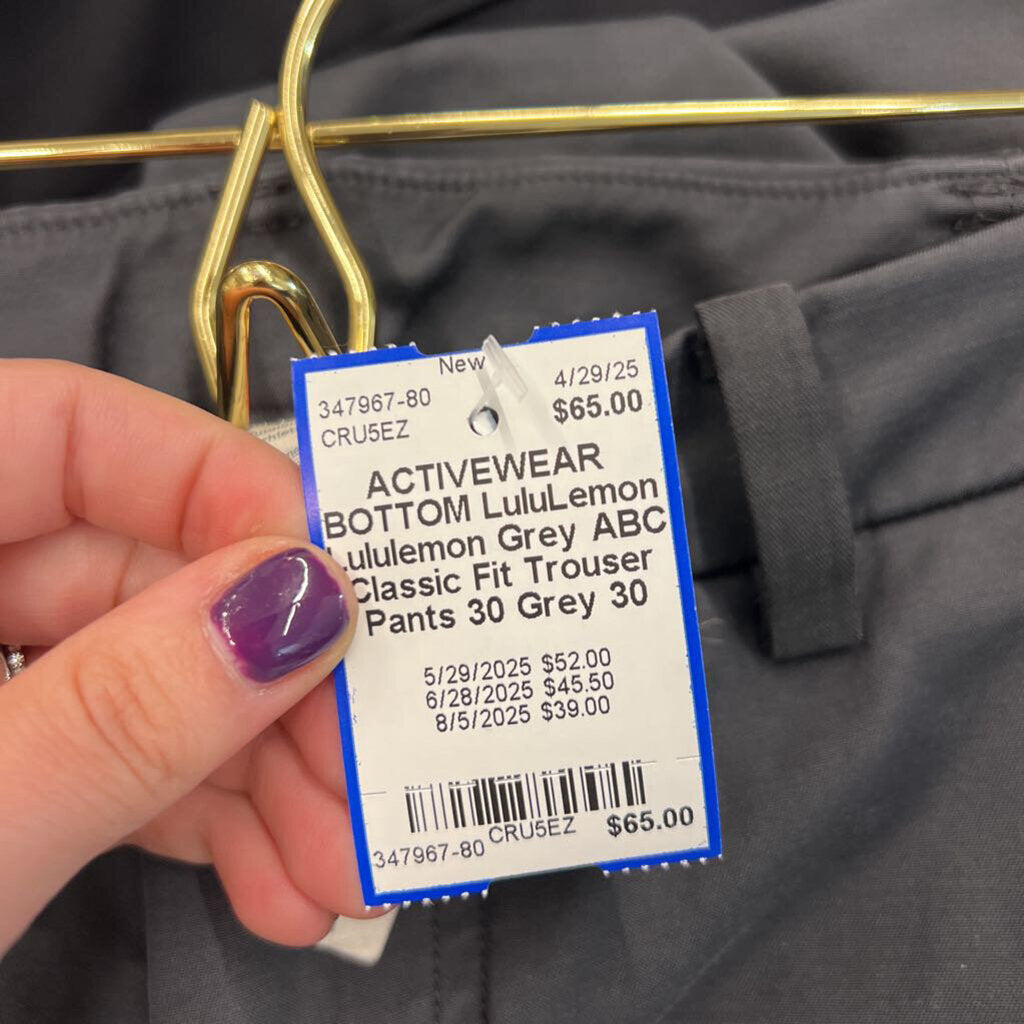 New
347967-80
4/29/25
CRU5EZ
$65.00
ACTIVEWEAR
BOTTOM LuluLemon
Lululemon Grey ABC
Classic Fit Trouser
Pants 30 Grey 30
5/29/2025 $52.00
6/28/2025 $45.50
8/5/2025 $39.00
CRU5EZ
$65.00
347967-80